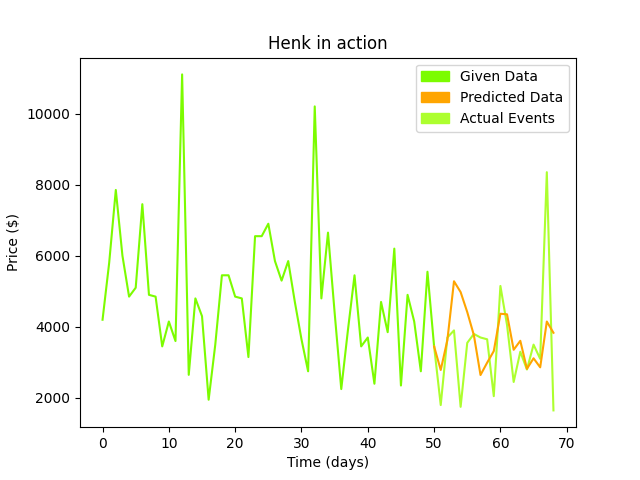 Henk in action
Given Data
Predicted Data
Actual Events
Price ($)
10000
8000
6000
4000
2000
0 10 20 30 40 50 60 70
Time (days)